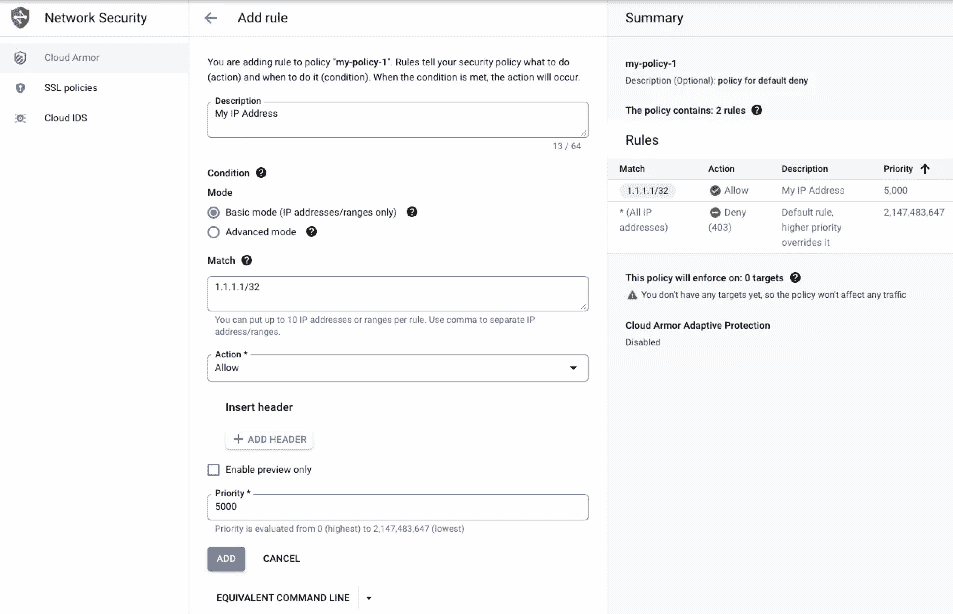 Network Security
Cloud Armor
SSL policies
Cloud IDS
Add rule
You are adding rule to policy "my-policy-1". Rules tell your security policy what to do
(action) and when to do it (condition). When the condition is met, the action will occur.
Description
My IP Address
13 / 64
Condition
Mode
Basic mode (IP addresses/ranges only)
Advanced mode
Match
1.1.1.1/32
You can put up to 10 IP addresses or ranges per rule. Use comma to separate IP
address/ranges.
Action *
Allow
Insert header
ADD HEADER
Enable preview only
Priority *
5000
Priority is evaluated from 0 (highest) to 2,147,483,647 (lowest)
ADD CANCEL
EQUIVALENT COMMAND LINE
Summary
my-policy-1
Description (Optional): policy for default deny
The policy contains: 2 rules
Rules
Match Action Description Priority
1.1.1.1/32 Allow My IP Address 5,000
* (All IP Deny Default rule, 2,147,483,647
addresses) (403) higher priority
overrides it
This policy will enforce on: 0 targets
You don't have any targets yet, so the policy won't affect any traffic
Cloud Armor Adaptive Protection
Disabled